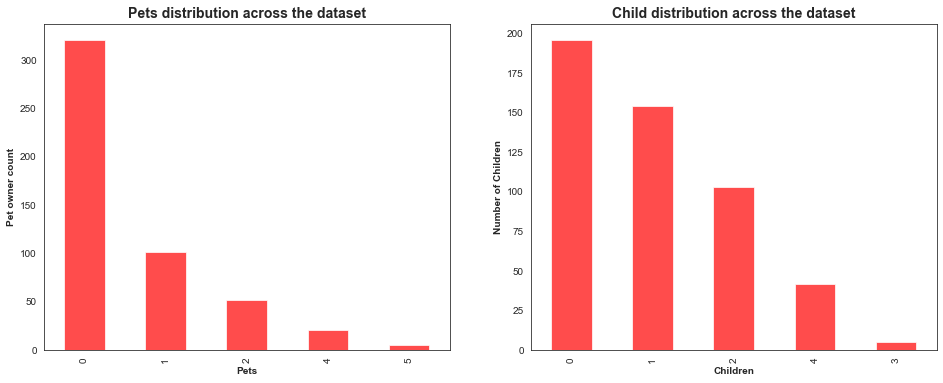 Pets distribution across the dataset
Pet owner count
300
250
200
150
100
50
0
0 1 2 4 5
Pets
Child distribution across the dataset
Number of Children
200
175
150
125
100
75
50
25
0
0 1 2 4 3
Children